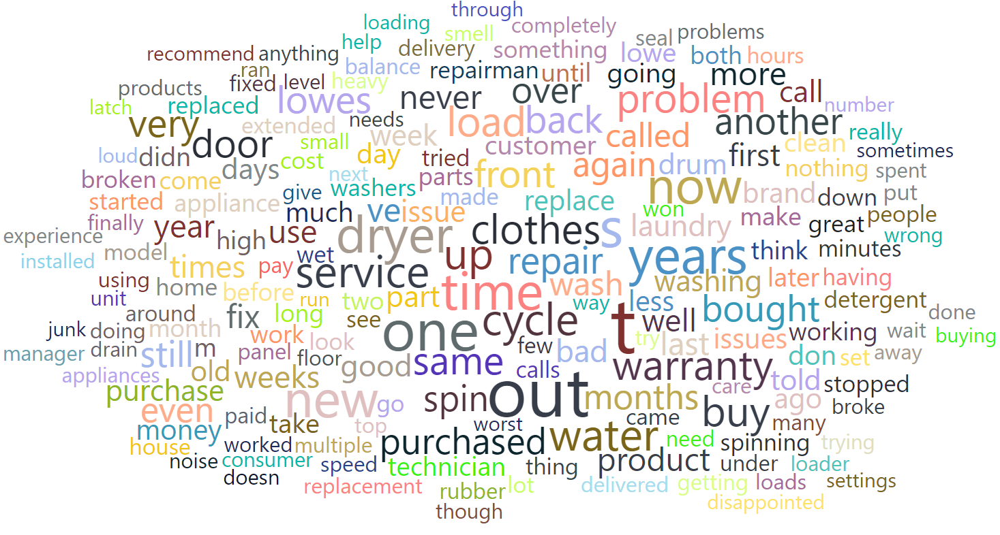 through
loading smell completely
help delivery something seal problems
recommend anything balance repairman until lowe both hours
ran fixed level heavy going more
products latch replaced lowes never over problem call number
very door extended needs week load back customer called another really
loud didn small day tried first clean sometimes
days cost next front again drum nothing spent
broken come give washers parts
started appliance much ve issue made replace now won brand down put
finally year high use dryer clothes s laundry make great people wrong
experience installed model times pay wet service up repair years think minutes
using home before run two part time wash washing later having
unit around fix long see one cycle way less bought detergent done
junk doing month work look few t well working wait buying
manager drain still m panel floor good same bad try last issues don set away
appliances old weeks calls warranty told stopped
purchase new go spin out months care buy ago broke
even paid take top worst came many
money house worked multiple purchased water need spinning trying
noise consumer speed technician thing product under loader
doesn replacement rubber lot delivered getting loads settings
though disappointed